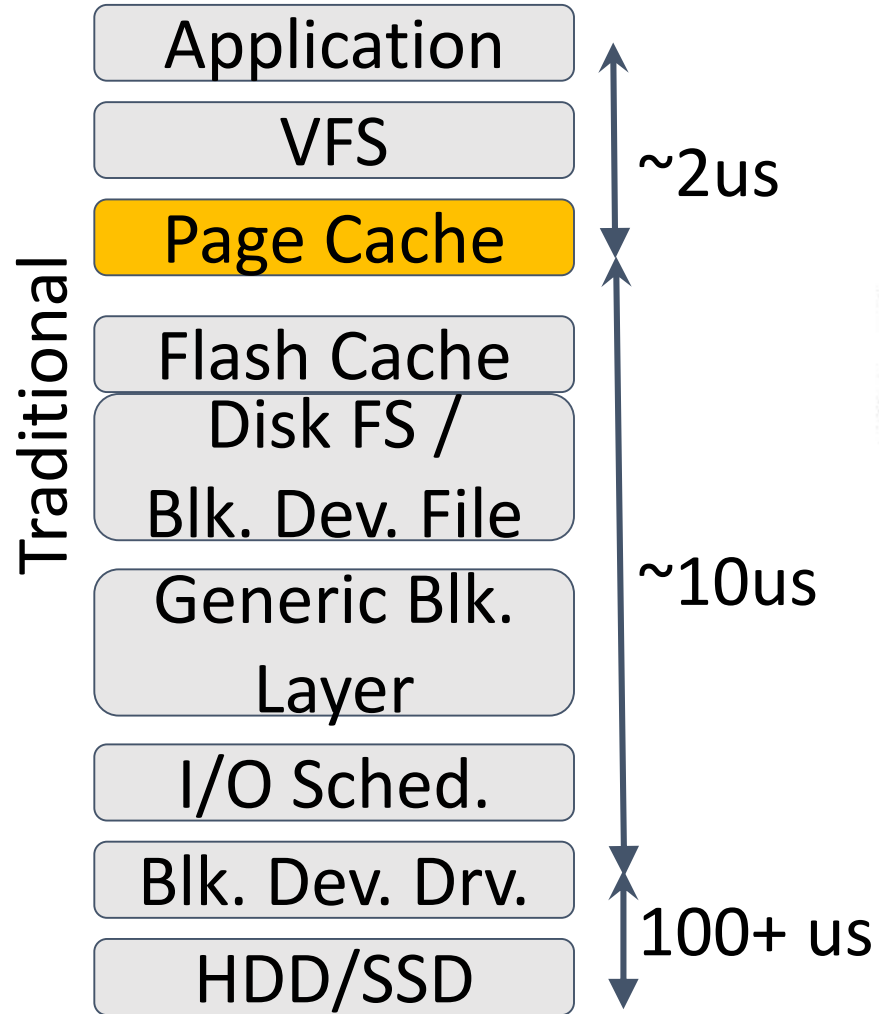 Traditional
Application
VFS
Page Cache
Flash Cache
Disk FS /
Blk. Dev. File
Generic Blk.
Layer
I/O Sched.
Blk. Dev. Drv.
HDD/SSD
~2us
~10us
100+ us